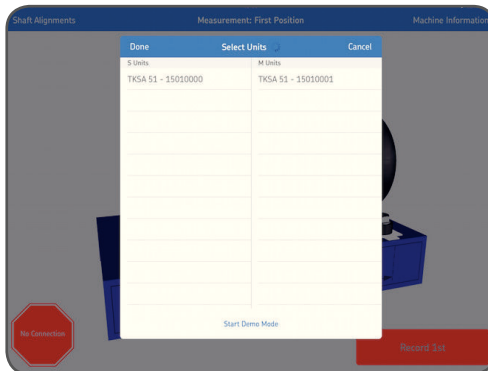 Shaft Alignments Measurement: First Position Machine Information
Done Select Units Cancel
S Units M Units
TKSA 51 - 15010000 TKSA 51 - 15010001
Start Demo Mode
No Connection
Record 1st